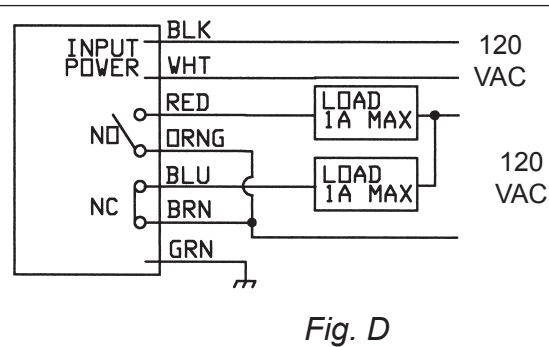 BLK
INPUT
POWER
WHT
120
VAC
RED
LOAD
1A MAX
NO
ORNG
BLU
LOAD
1A MAX
120
VAC
NC
BRN
GRN
Fig. D